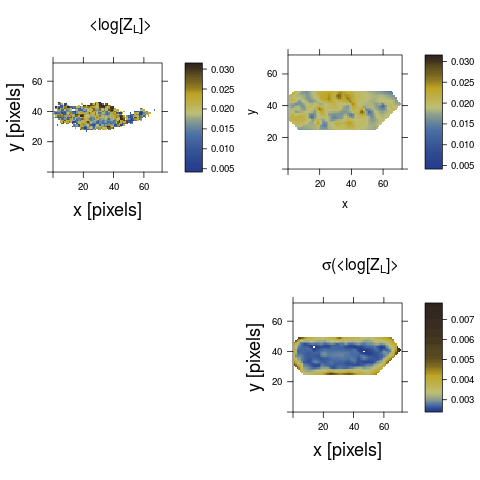 <log[Z_L]>
0.030
0.025
0.020
0.015
0.010
0.005
60
40
20
20 40 60
y [pixels]
x [pixels]
0.030
0.025
0.020
0.015
0.010
0.005
60
40
20
20 40 60
y
x
σ(<log[Z_L]>
0.007
0.006
0.005
0.004
0.003
60
40
20
20 40 60
y [pixels]
x [pixels]